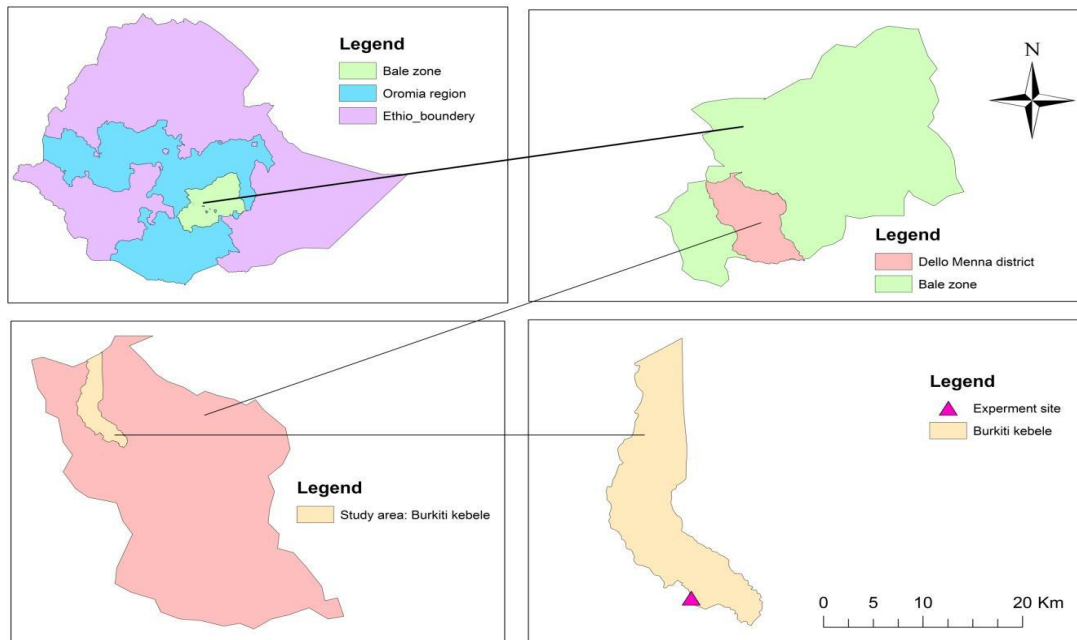 Legend
Bale zone
Oromia region
Ethio_boundery
N
Legend
Dello Menna district
Bale zone
Legend
Study area: Burkiti kebele
Legend
Experment site
Burkiti kebele
0 5 10 20 Km